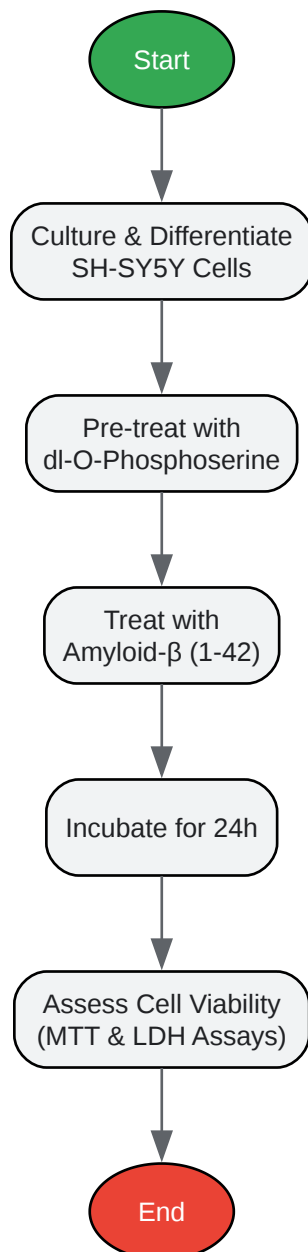 Start
Culture & Differentiate
SH-SY5Y Cells
Pre-treat with
dl-O-Phosphoserine
Treat with
Amyloid-β (1-42)
Incubate for 24h
Assess Cell Viability
(MTT & LDH Assays)
End